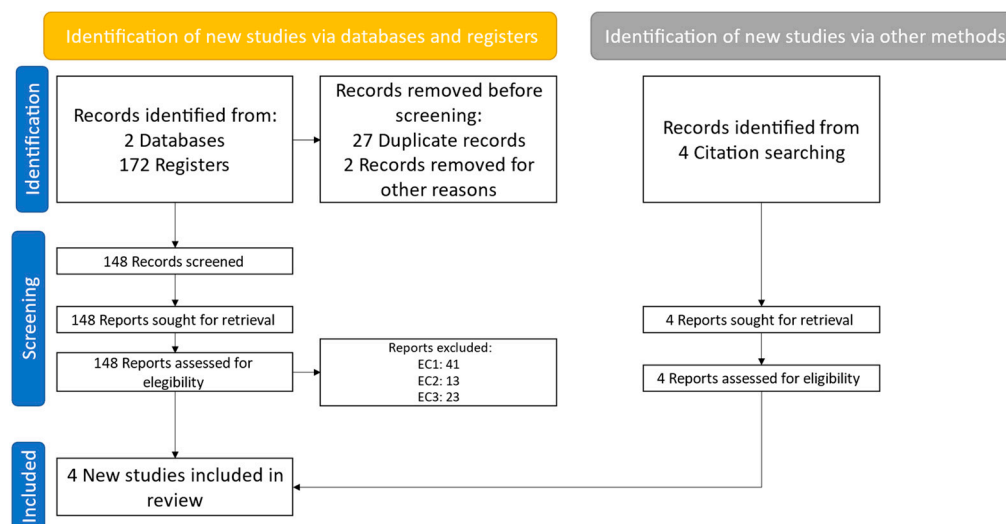 Identification of new studies via databases and registers
Identification of new studies via other methods
Identification
Records identified from:
2 Databases
172 Registers
Records removed before
screening:
27 Duplicate records
2 Records removed for
other reasons
Records identified from
4 Citation searching
Screening
148 Records screened
148 Reports sought for retrieval
4 Reports sought for retrieval
148 Reports assessed for
elegibility
Reports excluded:
EC1: 41
EC2: 13
EC3: 23
4 Reports assessed for eligibility
Included
4 New studies included in
review